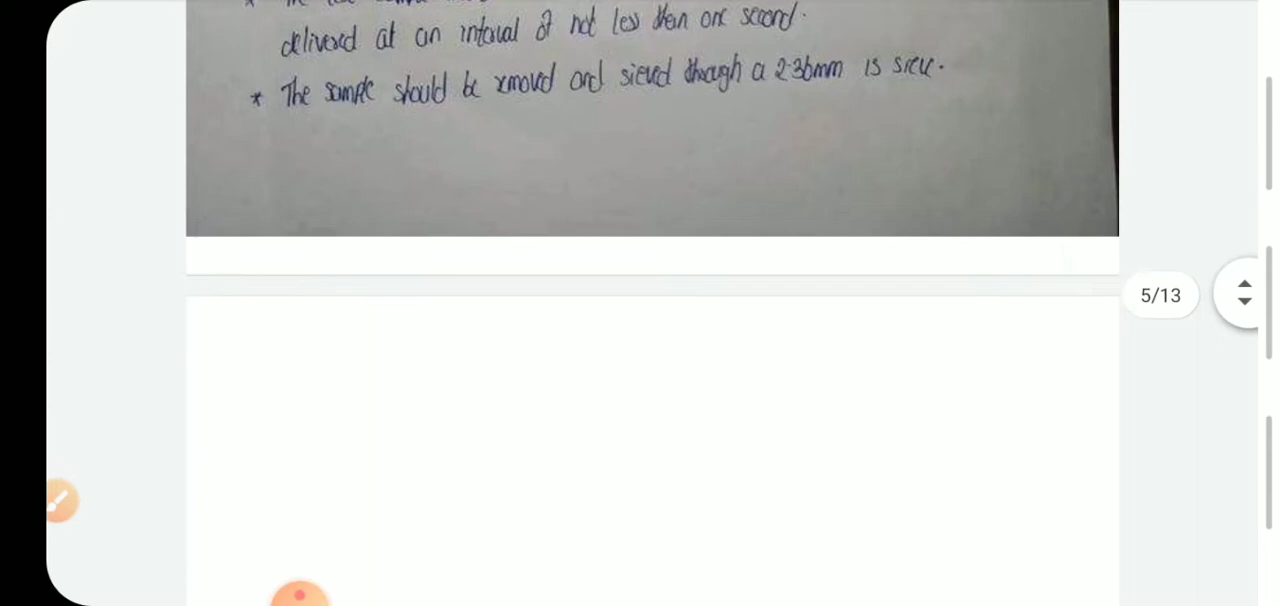 delivered at an interval of not less than one second.
* The sample should be removed and sieved through a 2.36mm IS sieve.
5/13